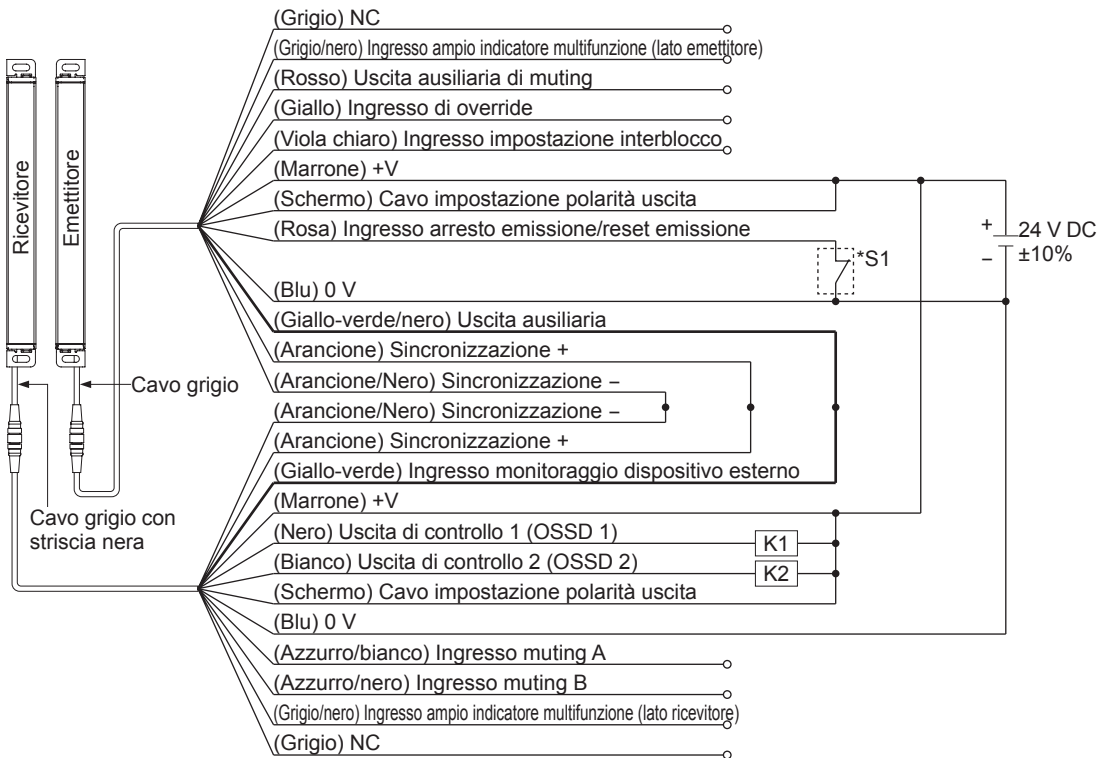 (Grigio) NC
(Grigio/nero) Ingresso ampio indicatore multifunzione (lato emettitore)
(Rosso) Uscita ausiliaria di muting
(Giallo) Ingresso di override
(Viola chiaro) Ingresso impostazione interblocco
(Marrone) +V
(Schermo) Cavo impostazione polarità uscita
(Rosa) Ingresso arresto emissione/reset emissione
+
−
24 V DC
±10%
*S1
Ricevitore
Emettitore
(Blu) 0 V
(Giallo-verde/nero) Uscita ausiliaria
(Arancione) Sincronizzazione +
(Arancione/Nero) Sincronizzazione −
Cavo grigio
(Arancione/Nero) Sincronizzazione −
(Arancione) Sincronizzazione +
(Giallo-verde) Ingresso monitoraggio dispositivo esterno
(Marrone) +V
Cavo grigio con
striscia nera
(Nero) Uscita di controllo 1 (OSSD 1)
K1
(Bianco) Uscita di controllo 2 (OSSD 2)
K2
(Schermo) Cavo impostazione polarità uscita
(Blu) 0 V
(Azzurro/bianco) Ingresso muting A
(Azzurro/nero) Ingresso muting B
(Grigio/nero) Ingresso ampio indicatore multifunzione (lato ricevitore)
(Grigio) NC